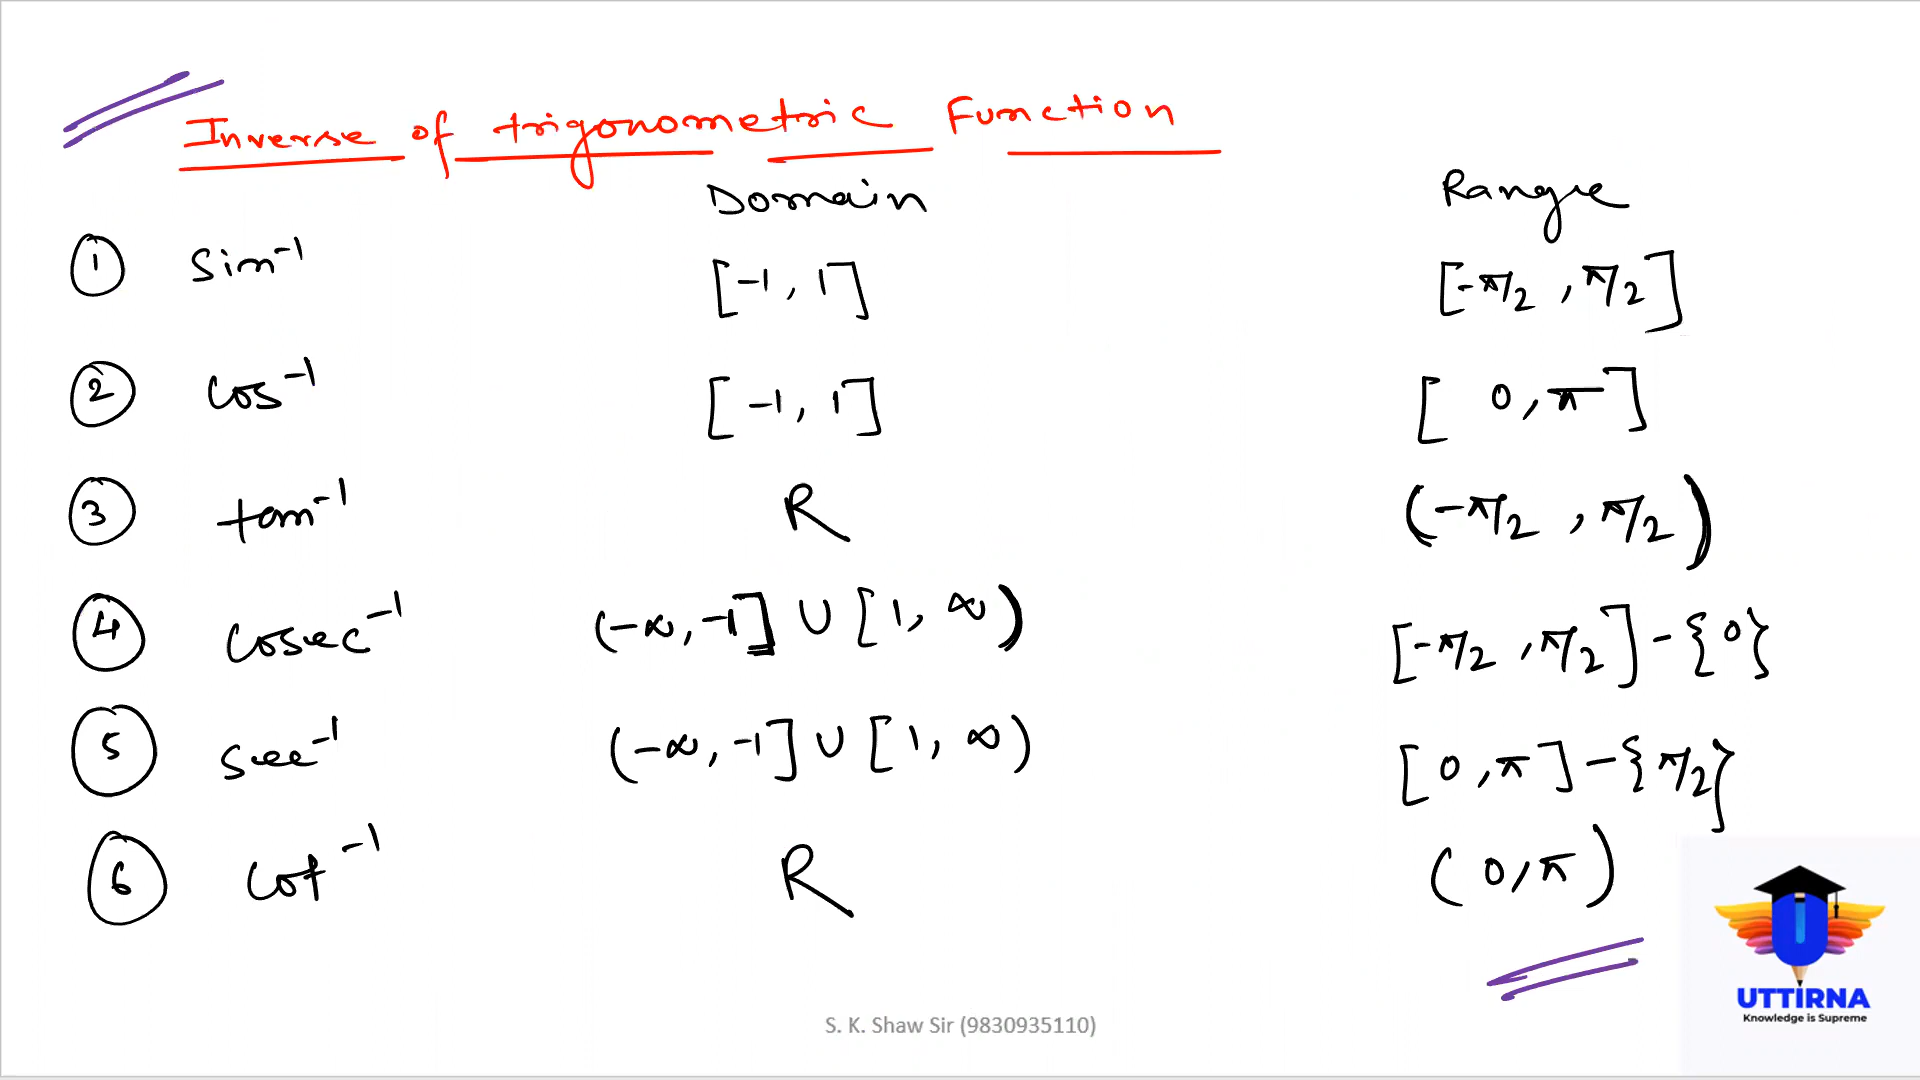 Inverse of trigonometric Function
Domain Range
① Sin⁻¹ [-1, 1] [-π/2, π/2]
② Cos⁻¹ [-1, 1] [0, π]
③ tan⁻¹ R (-π/2, π/2)
④ Cosec⁻¹ (-∞, -1] ∪ [1, ∞) [-π/2, π/2] - {0}
⑤ Sec⁻¹ (-∞, -1] ∪ [1, ∞) [0, π] - {π/2}
⑥ Cot⁻¹ R (0, π)
UTTIRNA
Knowledge is Supreme
S. K. Shaw Sir (9830935110)